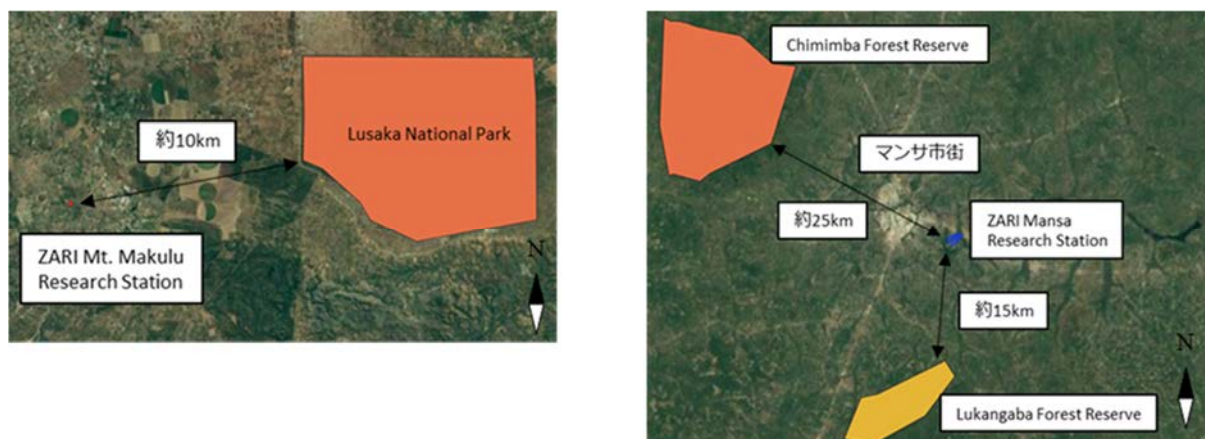 Lusaka National Park
約10km
ZARI Mt. Makulu
Research Station
N
Chimimba Forest Reserve
マンサ市街
約25km
ZARI Mansa
Research Station
約15km
N
Lukangaba Forest Reserve